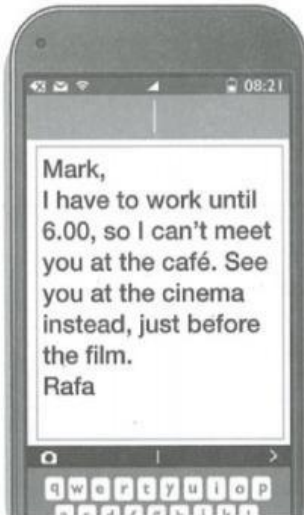 08:21
Mark,
I have to work until
6.00, so I can't meet
you at the café. See
you at the cinema
instead, just before
the film.
Rafa
q w e r t y u i o p